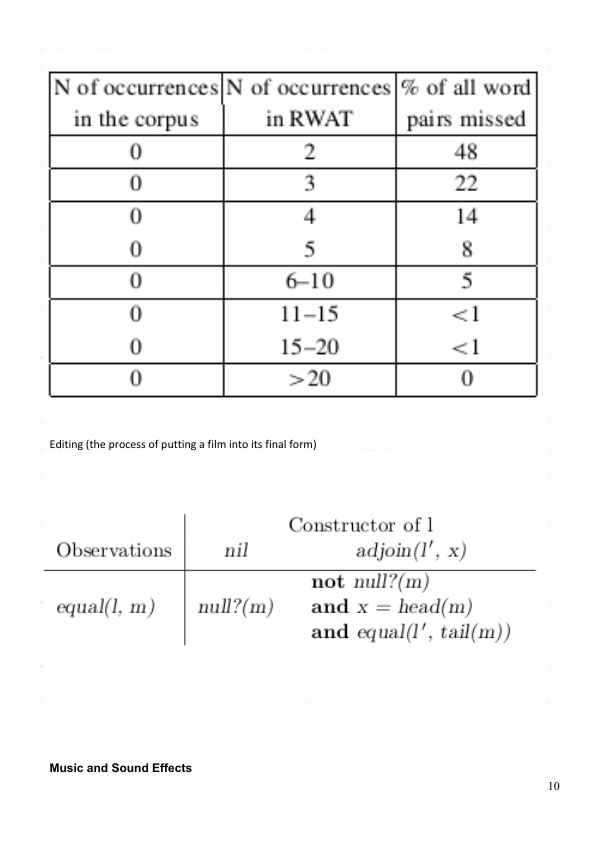 N of occurrences N of occurrences % of all word
in the corpus in RWAT pairs missed
0 2 48
0 3 22
0 4 14
0 5 8
0 6–10 5
0 11–15 <1
0 15–20 <1
0 >20 0
Editing (the process of putting a film into its final form)
Constructor of l
Observations nil adjoin(l′, x)
not null?(m)
equal(l, m) null?(m) and x = head(m)
and equal(l′, tail(m))
Music and Sound Effects
10